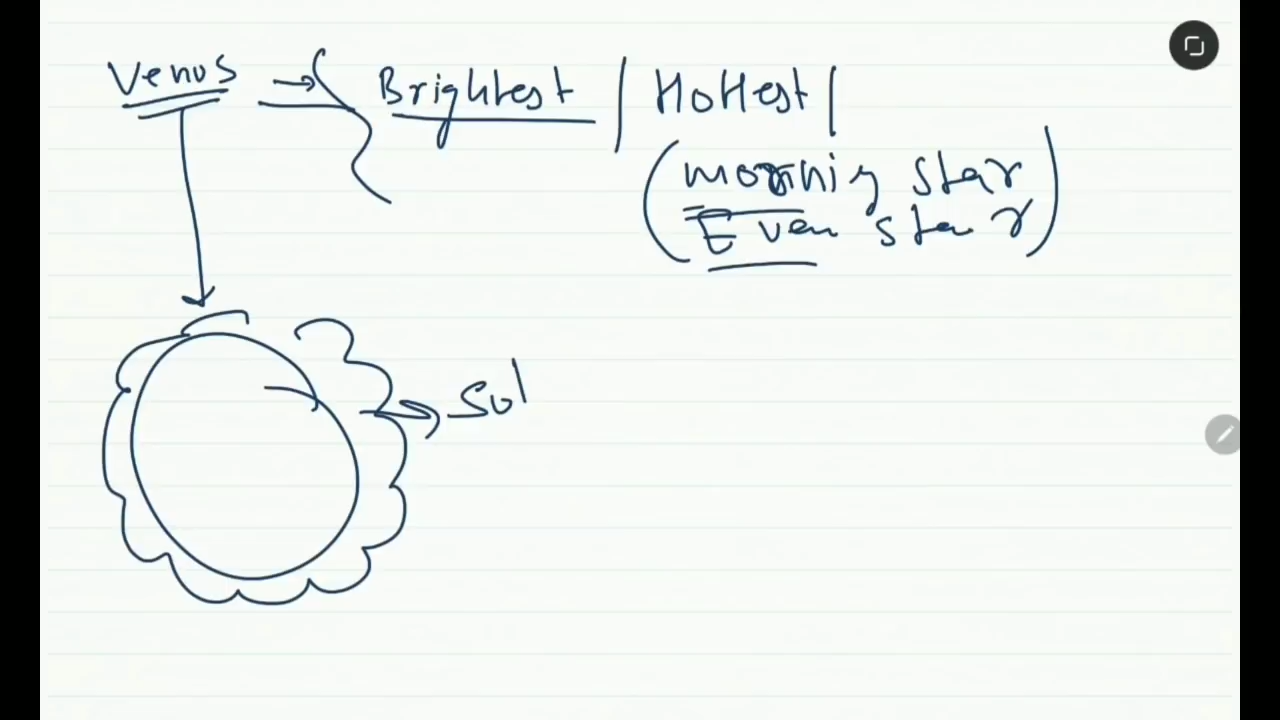 Venus → Brightest | Hottest |
(morning star
Even star)
→ Sul